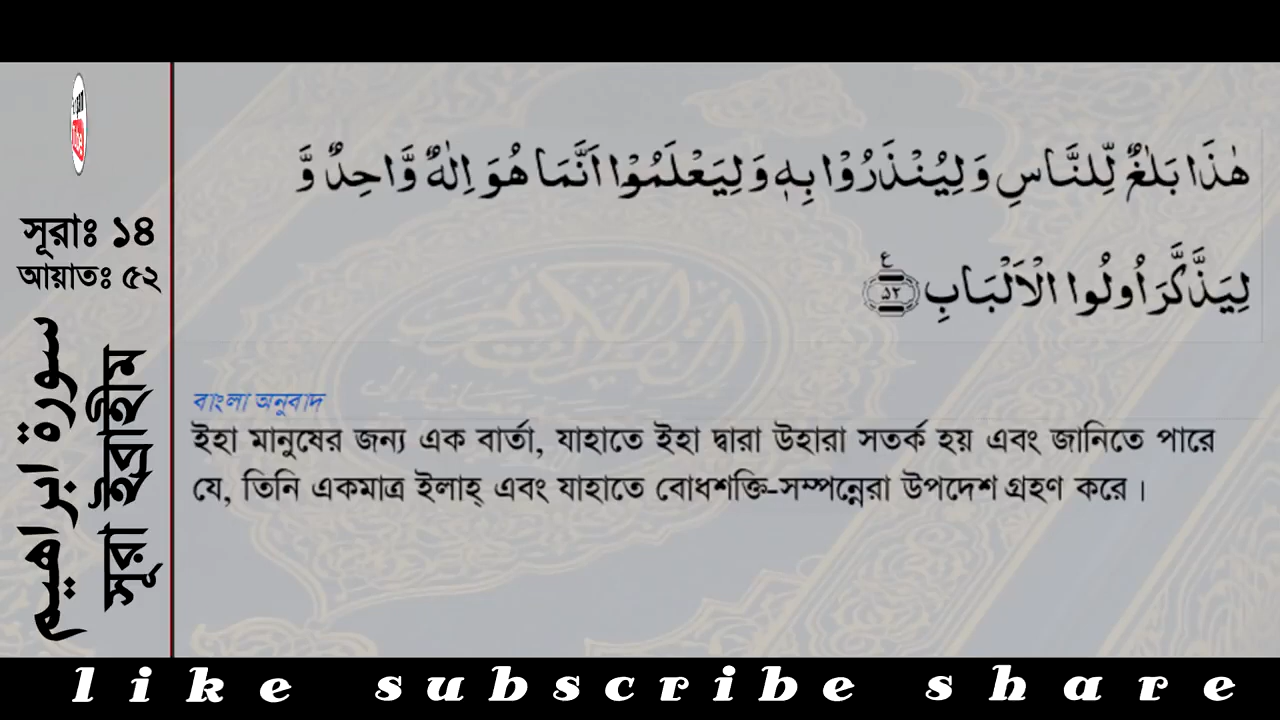 সূরাঃ ১৪
আয়াতঃ ৫২
سورة ابراهيم
সূরা ইব্রাহীম
هٰذَا بَلٰغٌ لِّلنَّاسِ وَلِيُنْذَرُوْا بِهٖ وَلِيَعْلَمُوْۤا اَنَّمَا هُوَ اِلٰهٌ وَّاحِدٌ وَّ
لِيَذَّكَّرَ اُولُوا الْاَلْبَابِ ۵۲ ع
বাংলা অনুবাদ
ইহা মানুষের জন্য এক বার্তা, যাহাতে ইহা দ্বারা উহারা সতর্ক হয় এবং জানিতে পারে
যে, তিনি একমাত্র ইলাহ্ এবং যাহাতে বোধশক্তি-সম্পন্নেরা উপদেশ গ্রহণ করে।
like subscribe share